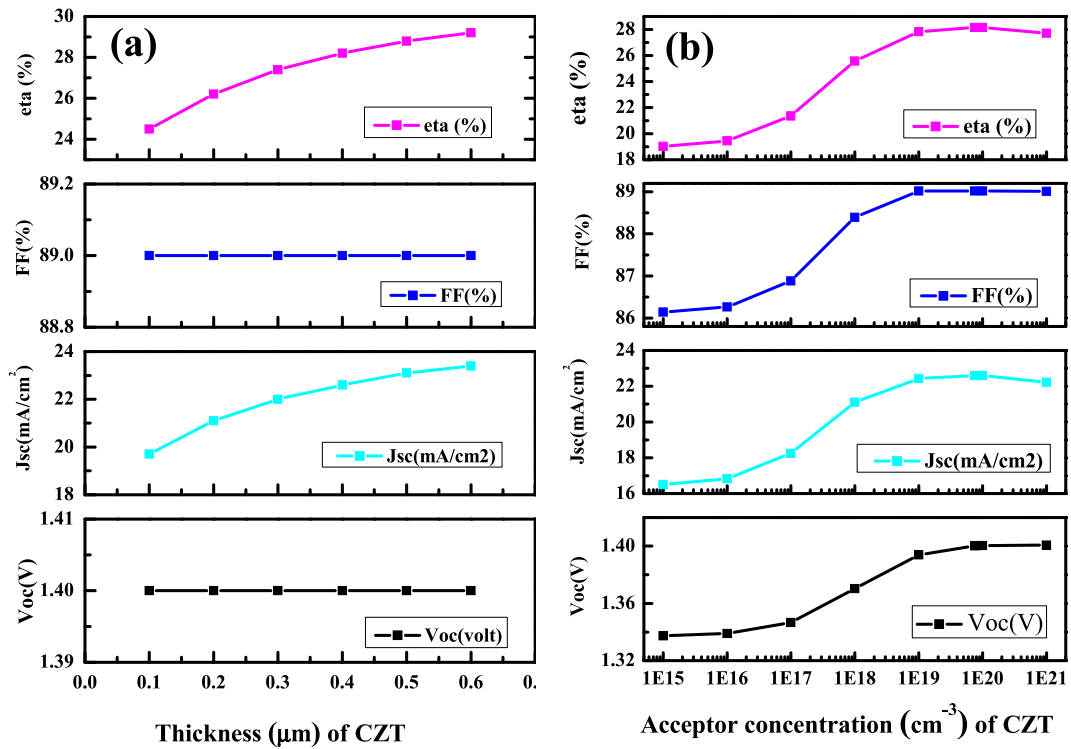 (a)
30
28
26
24
eta (%)
eta (%)
89.2
89.0
88.8
FF(%)
FF(%)
24
22
20
18
Jsc(mA/cm²
Jsc(mA/cm2)
1.41
1.40
1.39
Voc(V)
Voc(volt)
0.0 0.1 0.2 0.3 0.4 0.5 0.6 0.
Thickness (μm) of CZT
(b)
28
26
24
22
20
18
eta (%)
eta (%)
89
88
87
86
FF(%)
FF(%)
24
22
20
18
16
Jsc(mA/cm²
Jsc(mA/cm2)
1.40
1.36
1.32
Voc(V)
Voc(V)
1E15 1E16 1E17 1E18 1E19 1E20 1E21
Acceptor concentration (cm⁻³) of CZT